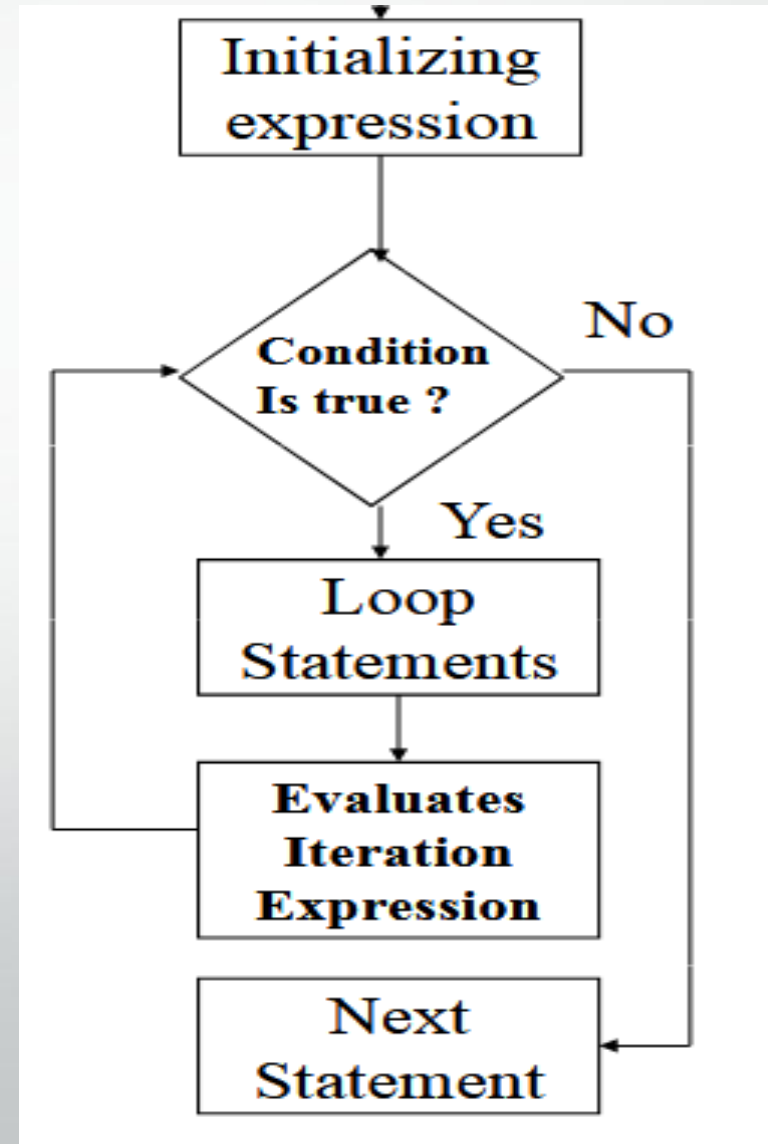 Initializing
expression
Condition
Is true ?
No
Yes
Loop
Statements
Evaluates
Iteration
Expression
Next
Statement